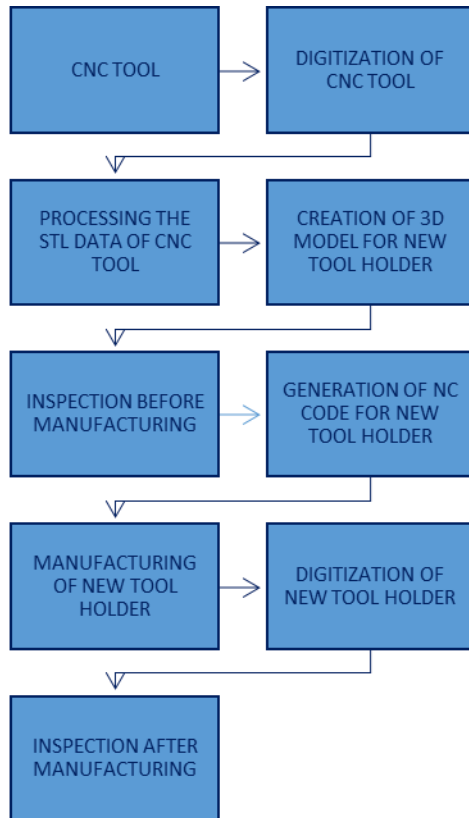 CNC TOOL
DIGITIZATION OF
CNC TOOL
PROCESSING THE
STL DATA OF CNC
TOOL
CREATION OF 3D
MODEL FOR NEW
TOOL HOLDER
INSPECTION BEFORE
MANUFACTURING
GENERATION OF NC
CODE FOR NEW
TOOL HOLDER
MANUFACTURING
OF NEW TOOL
HOLDER
DIGITIZATION OF
NEW TOOL HOLDER
INSPECTION AFTER
MANUFACTURING